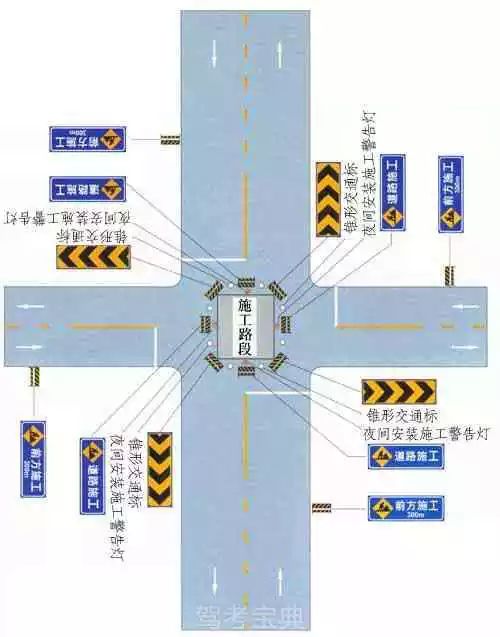 前方施工
300m
道路施工
夜间安装施工警告灯
锥形交通标
锥形交通标
夜间安装施工警告灯
道路施工
前方施工
300m
施工路段
前方施工
300m
道路施工
夜间安装施工警告灯
锥形交通标
锥形交通标
夜间安装施工警告灯
道路施工
前方施工
300m
驾考宝典